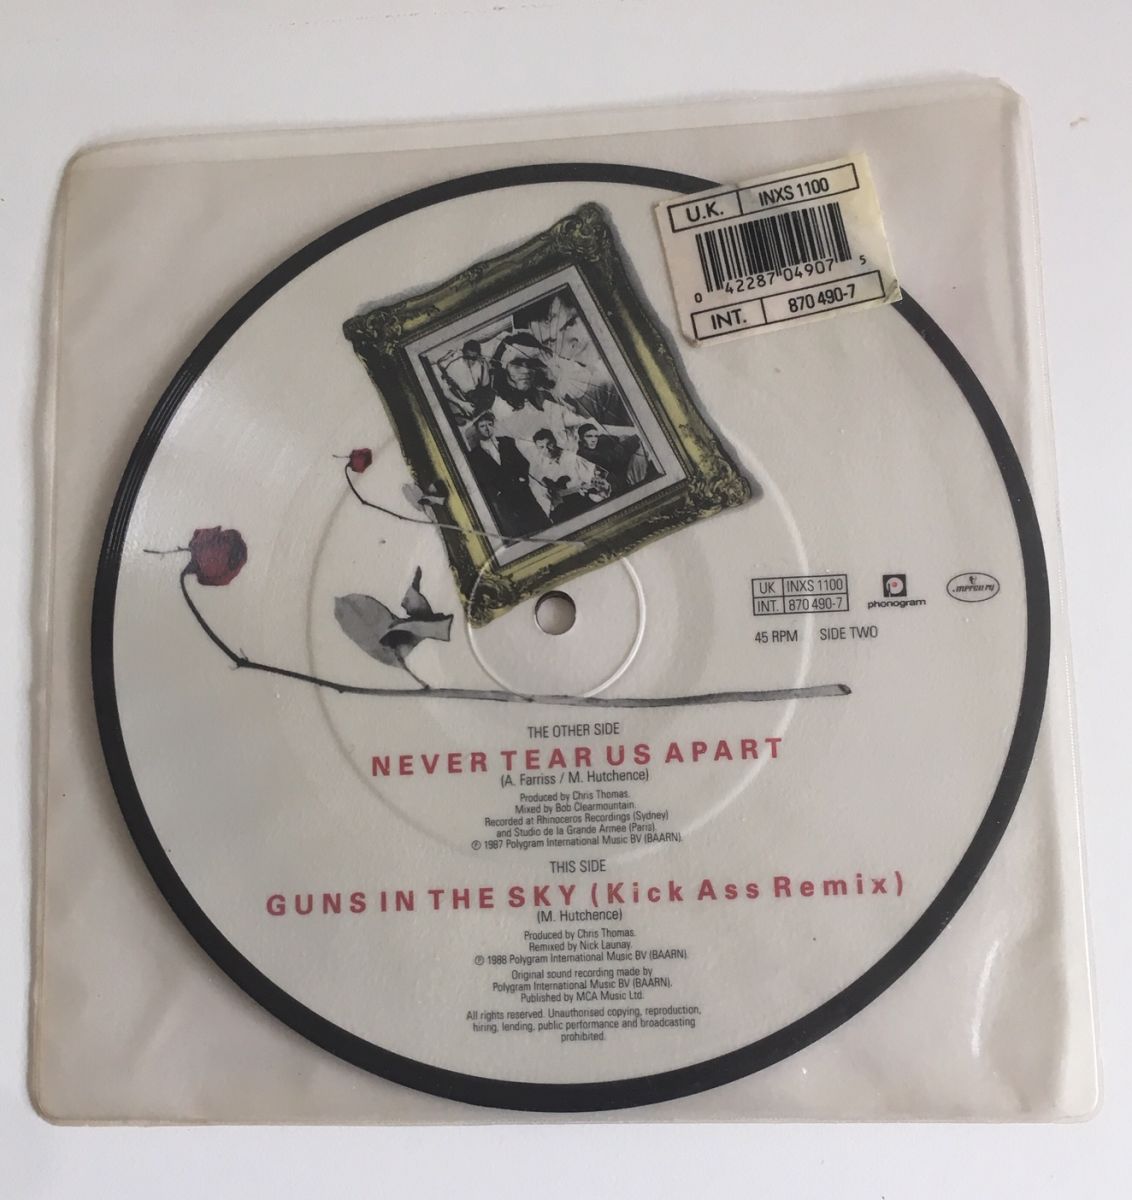 U.K. INXS 1100
0 42287 04907 5
INT. 870 490-7
UK INXS 1100
INT. 870 490-7
phonogram
mercury
45 RPM SIDE TWO
THE OTHER SIDE
NEVER TEAR US APART
(A. Farriss / M. Hutchence)
Produced by Chris Thomas.
Mixed by Bob Clearmountain.
Recorded at Rhinoceros Recordings (Sydney)
and Studio de la Grande Armee (Paris).
℗ 1987 Polygram International Music BV (BAARN).
THIS SIDE
GUNS IN THE SKY (Kick Ass Remix)
(M. Hutchence)
Produced by Chris Thomas.
Remixed by Nick Launay.
℗ 1988 Polygram International Music BV (BAARN).
Original sound recording made by
Polygram International Music BV (BAARN).
Published by MCA Music Ltd.
All rights reserved. Unauthorised copying, reproduction,
hiring, lending, public performance and broadcasting
prohibited.